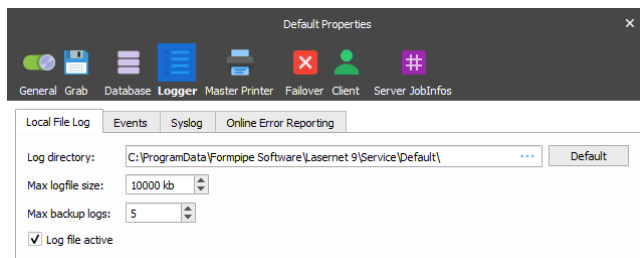 Default Properties
General Grab Database Logger Master Printer Failover Client Server JobInfos
Local File Log Events Syslog Online Error Reporting
Log directory: C:\ProgramData\Formpipe Software\Lasernet 9\Service\Default\ ... Default
Max logfile size: 10000 kb
Max backup logs: 5
Log file active